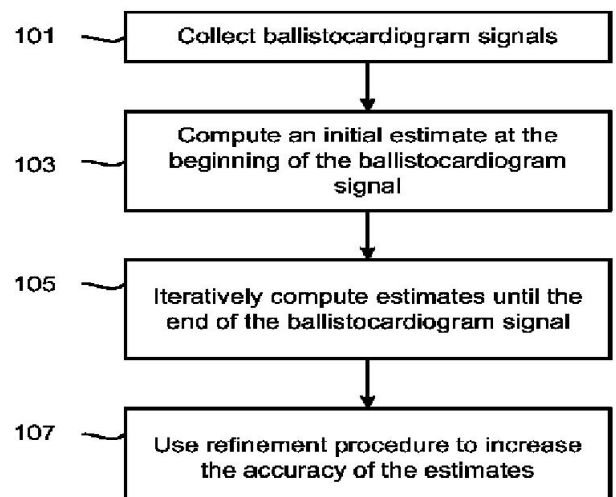 101
Collect ballistocardiogram signals
103
Compute an initial estimate at the
beginning of the ballistocardiogram
signal
105
Iteratively compute estimates until the
end of the ballistocardiogram signal
107
Use refinement procedure to increase
the accuracy of the estimates